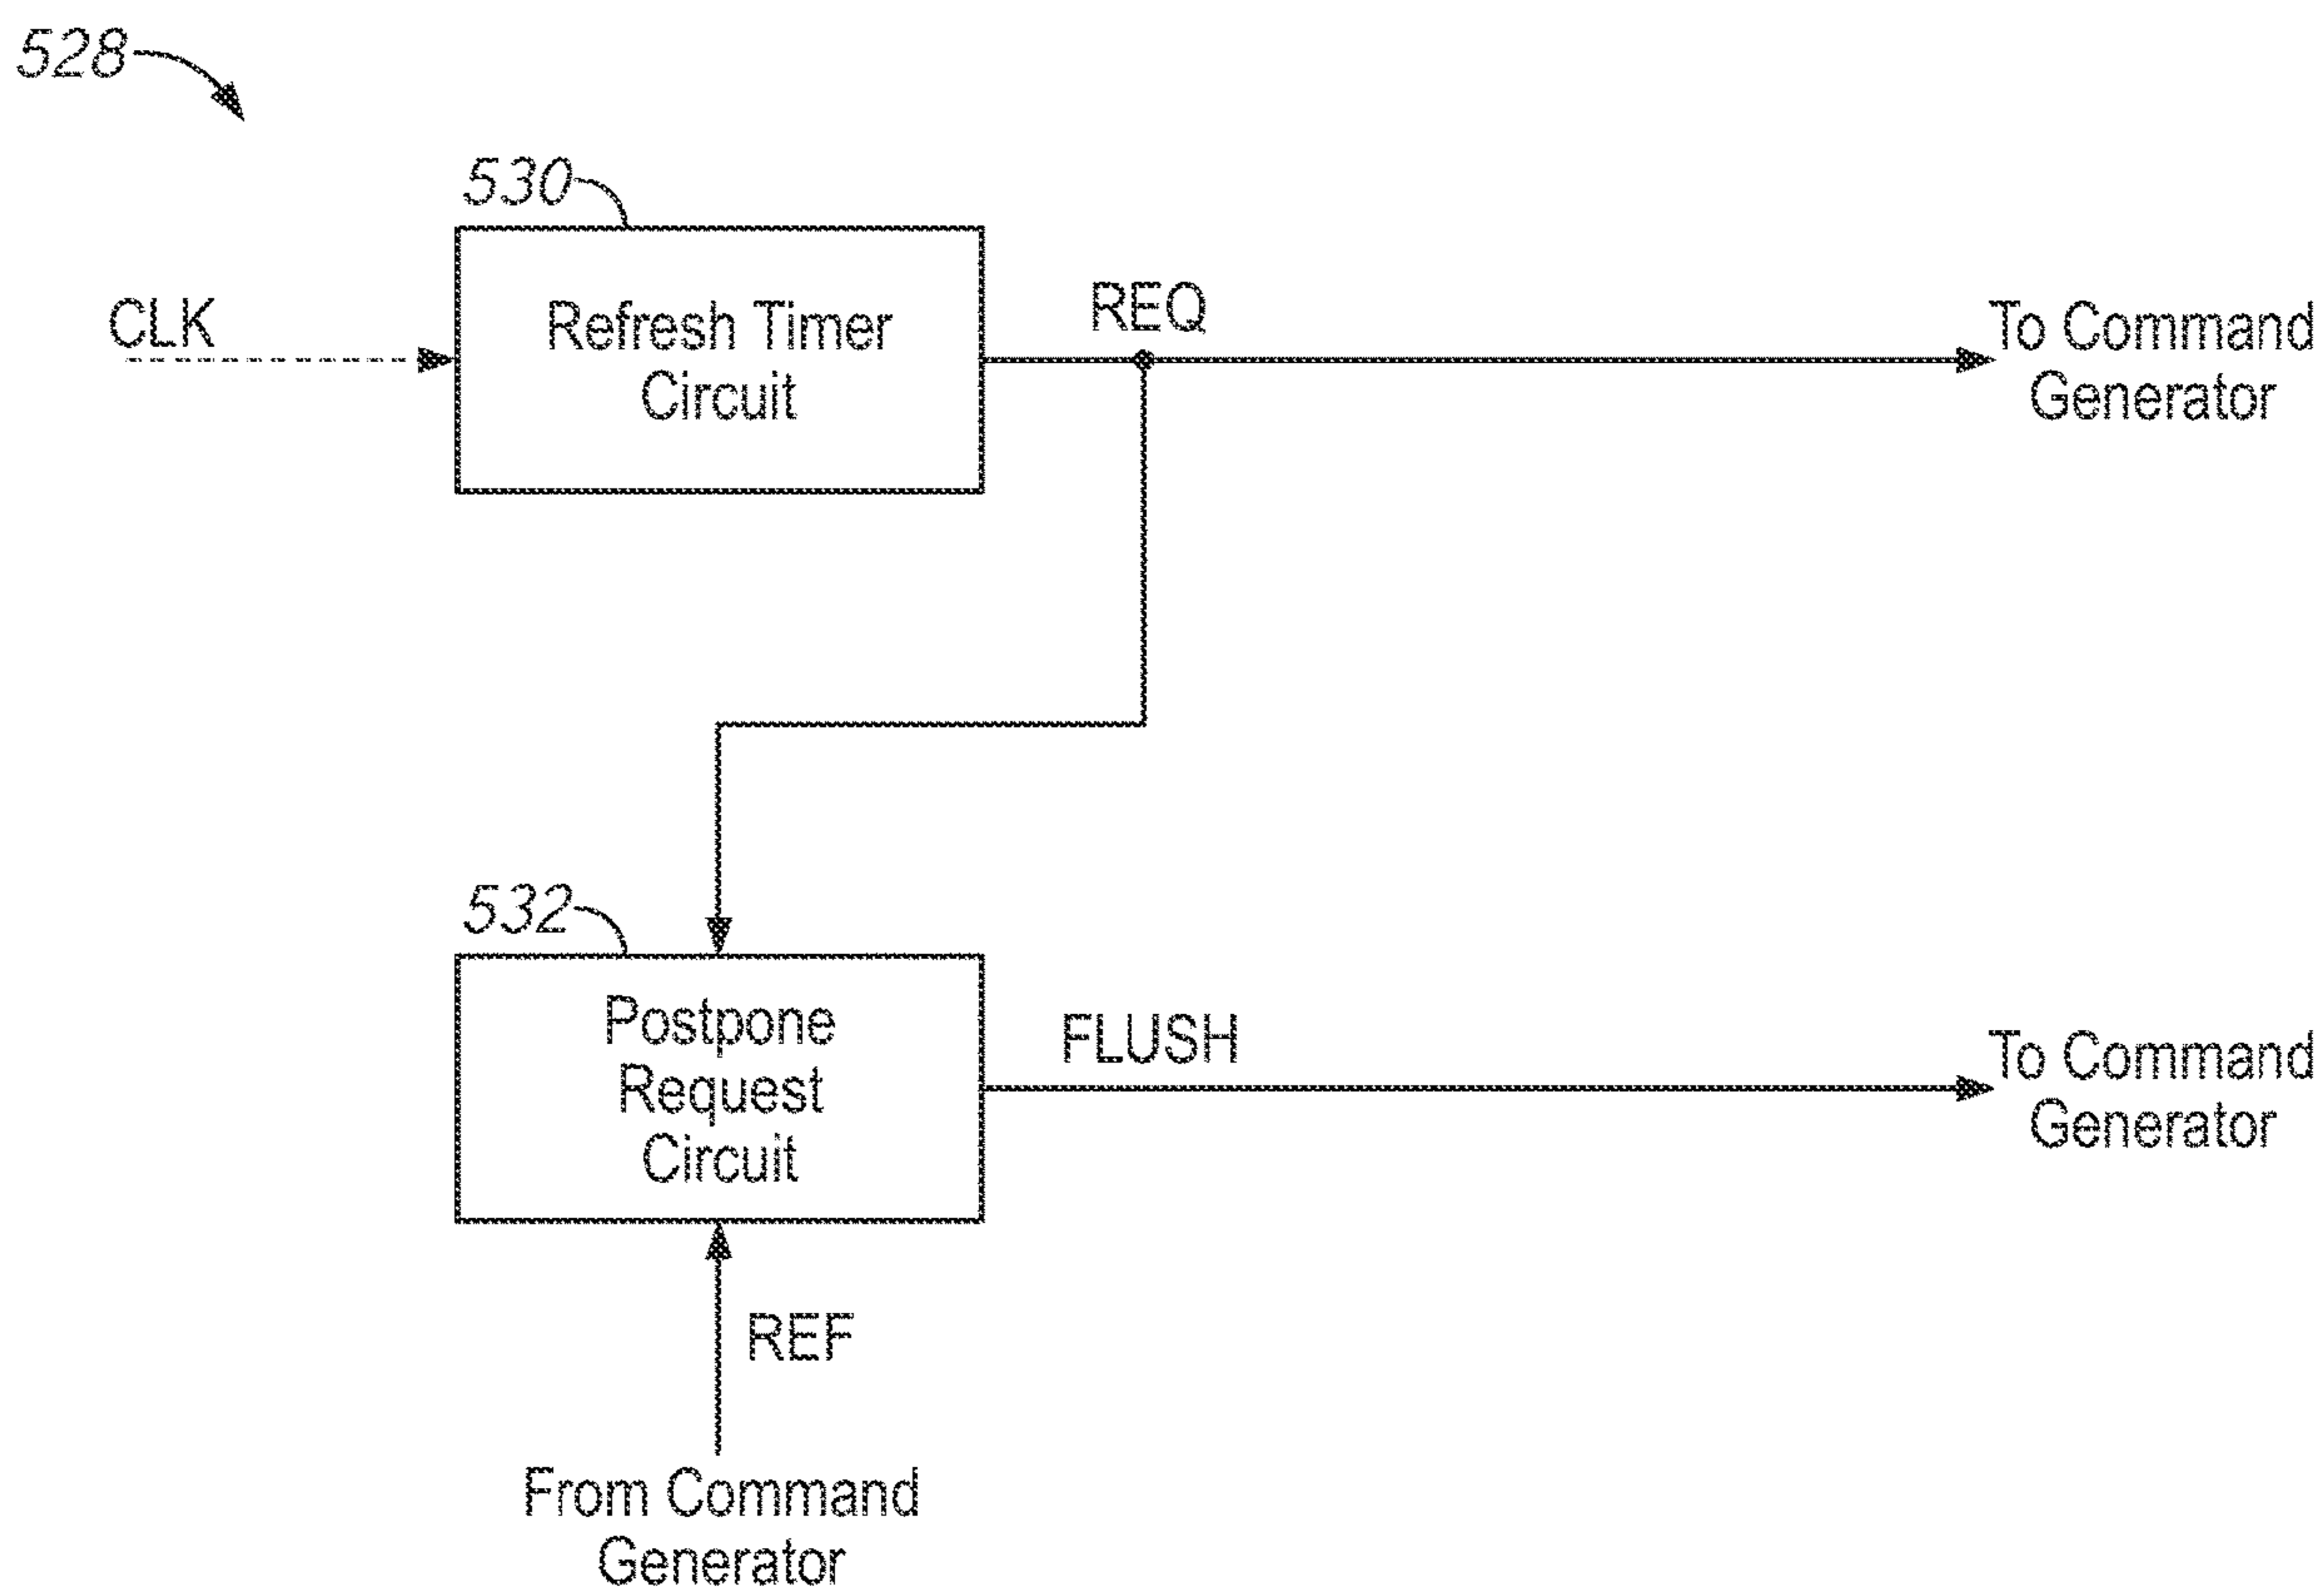 528
530
CLK
Refresh Timer
Circuit
REQ
To Command
Generator
532
Postpone
Request
Circuit
FLUSH
To Command
Generator
REF
From Command
Generator